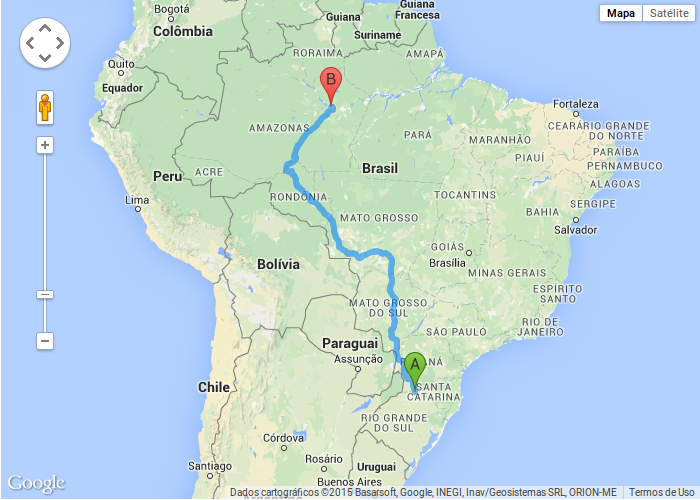 Bogotá
Colômbia
Guiana
Suriname
Guiana
Francesa
Mapa
Satélite
RORAIMA
AMAPÁ
Quito
Equador
B
AMAZONAS
PARÁ
Fortaleza
CEARÁ
RIO GRANDE
DO NORTE
MARANHÃO
PARAÍBA
PIAUÍ
PERNAMBUCO
ALAGOAS
Brasil
ACRE
Peru
RONDÔNIA
TOCANTINS
SERGIPE
Lima
MATO GROSSO
BAHIA
Salvador
GOIÁS
Brasília
Bolívia
MINAS GERAIS
ESPÍRITO
SANTO
MATO GROSSO
DO SUL
RIO DE
JANEIRO
SÃO PAULO
Paraguai
Assunção
A
SANTA
CATARINA
Chile
RIO GRANDE
DO SUL
Córdova
Rosário
Uruguai
Santiago
Buenos Aires
Google
Dados cartográficos ©2015 Basarsoft, Google, INEGI, Inav/Geosistemas SRL, ORION-ME
Termos de Uso